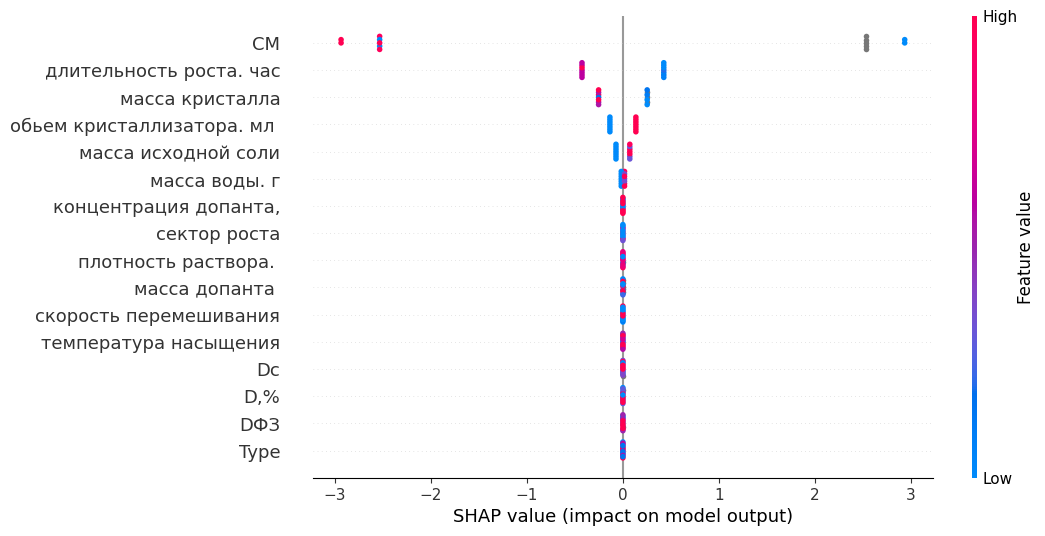 High
CM
длительность роста. час
масса кристалла
обьем кристаллизатора. мл
масса исходной соли
масса воды. г
концентрация допанта,
сектор роста
плотность раствора.
масса допанта
скорость перемешивания
температура насыщения
Dc
D,%
DФЗ
Type
Low
Feature value
−3 −2 −1 0 1 2 3
SHAP value (impact on model output)